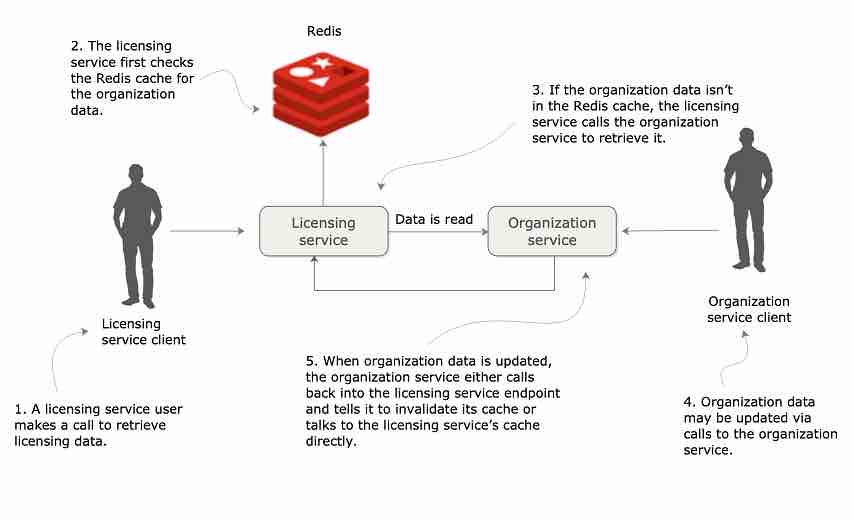 Redis
2. The licensing
service first checks
the Redis cache for
the organization
data.
3. If the organization data isn’t
in the Redis cache, the licensing
service calls the organization
service to retrieve it.
Licensing
service
Data is read
Organization
service
Licensing
service client
Organization
service client
1. A licensing service user
makes a call to retrieve
licensing data.
5. When organization data is updated,
the organization service either calls
back into the licensing service endpoint
and tells it to invalidate its cache or
talks to the licensing service’s cache
directly.
4. Organization data
may be updated via
calls to the organization
service.